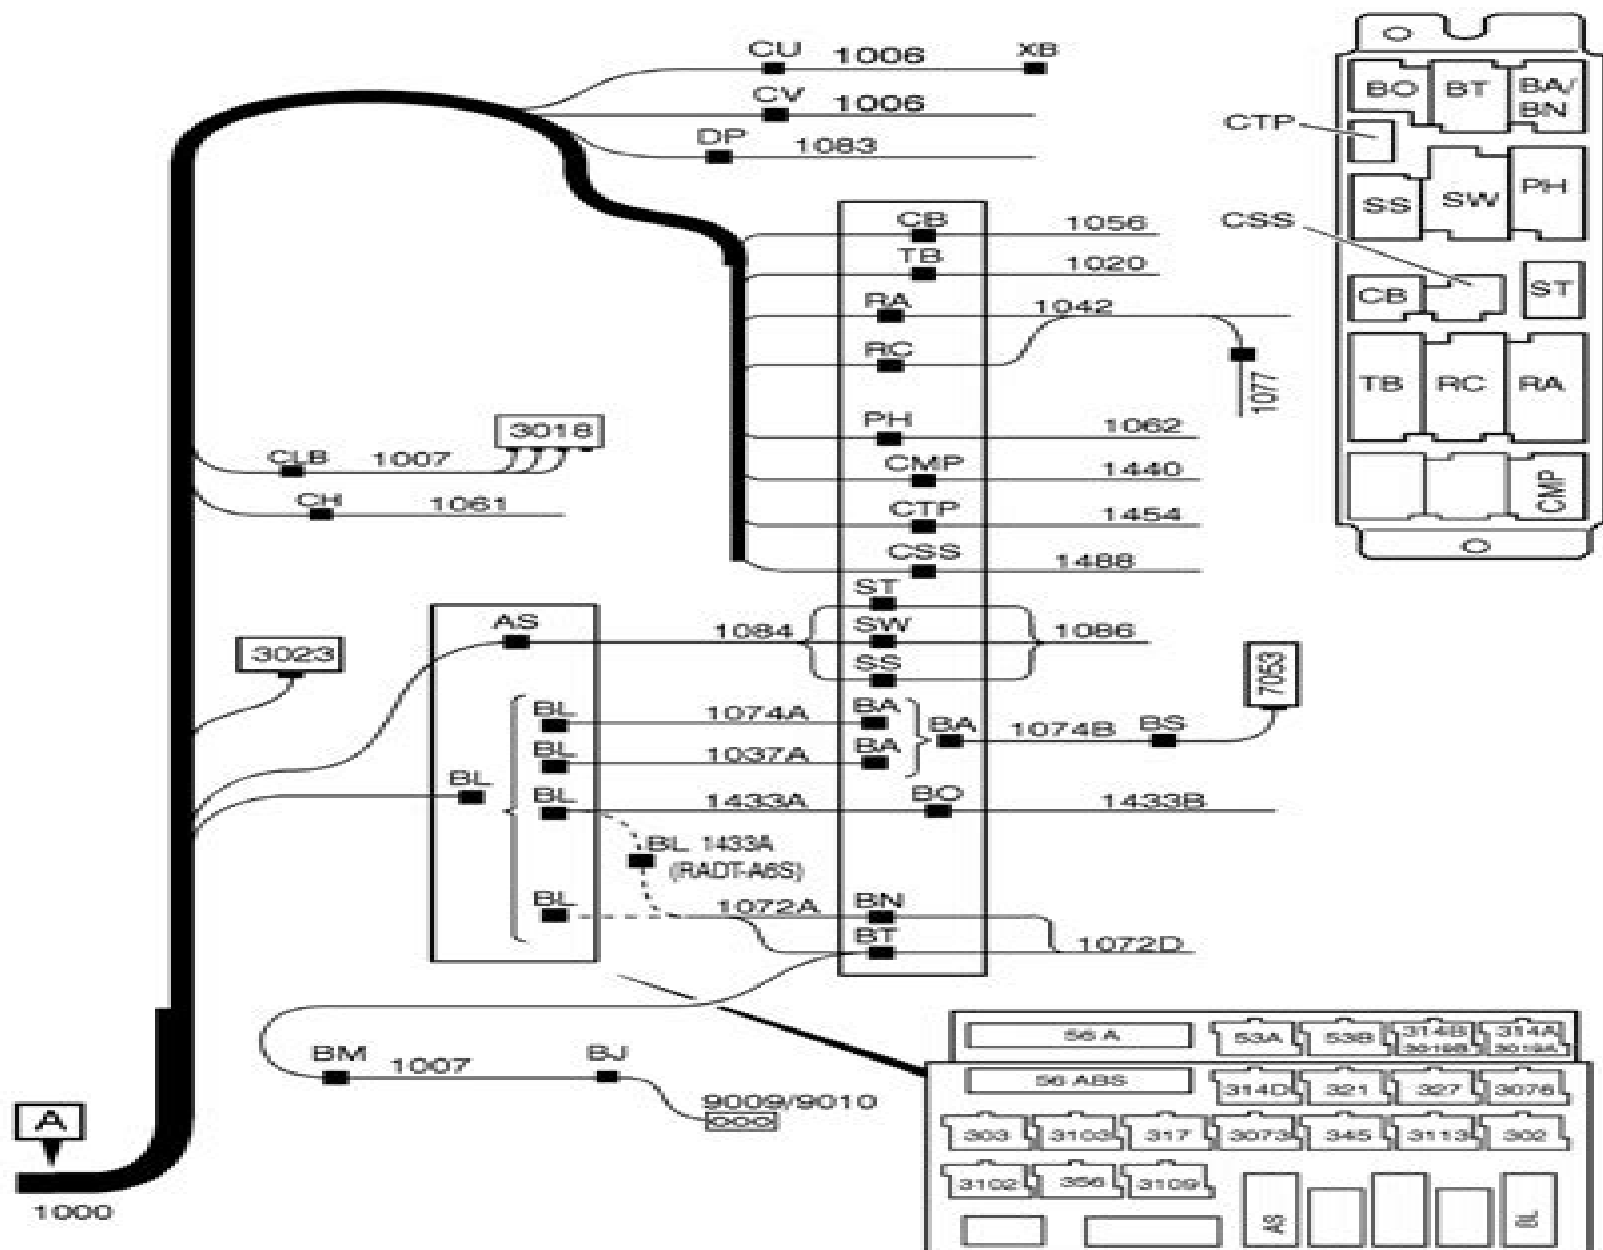 CU 1006 XB
CV 1006
DP 1083
CB 1056
TB 1020
RA 1042
RC
1077
PH 1062
CLB 1007 3018
CMP 1440
CH 1061
CTP 1454
CSS 1488
ST
AS 1084 SW 1086
SS
3023
7053
BL 1074A BA
BA 1074B BS
BL 1037A BA
BL
BL 1433A BO 1433B
BL 1433A
(RADT-A6S)
BL 1072A BN
BT 1072D
BM 1007 BJ
9009/9010
A
1000
BO BT BA/
BN
CTP
SS SW PH
CSS
CB ST
TB RC RA
CMP
56 A 53A 53B 314B 314A
3019B 3019A
56 ABS 314D 321 327 3076
303 3103 317 3073 345 3113 302
3102 356 3109
AS BL